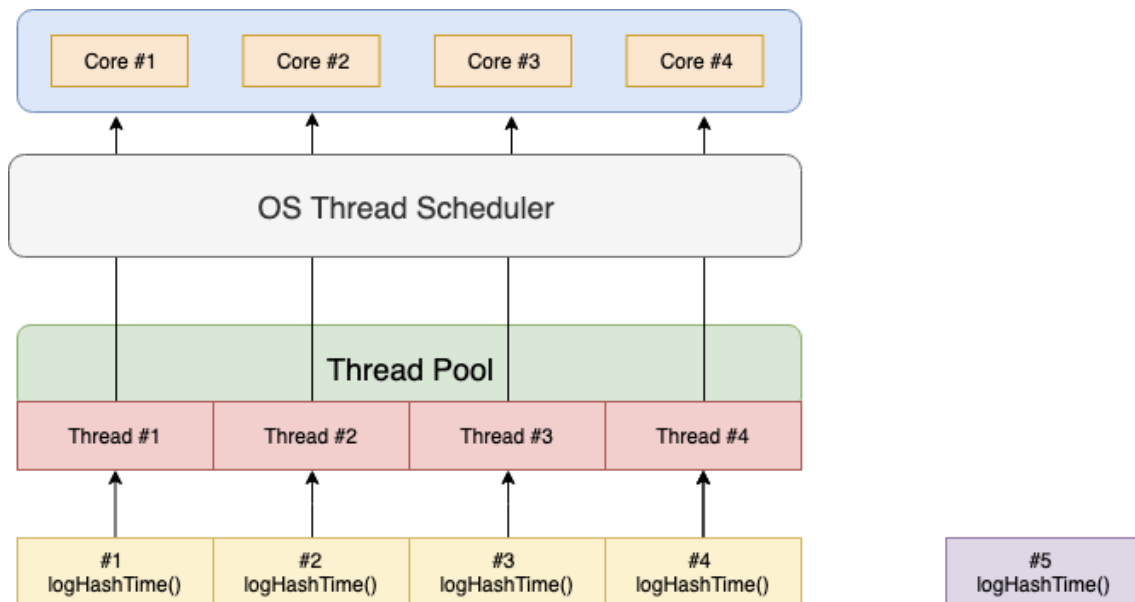 Core #1
Core #2
Core #3
Core #4
OS Thread Scheduler
Thread Pool
Thread #1
Thread #2
Thread #3
Thread #4
#1
logHashTime()
#2
logHashTime()
#3
logHashTime()
#4
logHashTime()
#5
logHashTime()